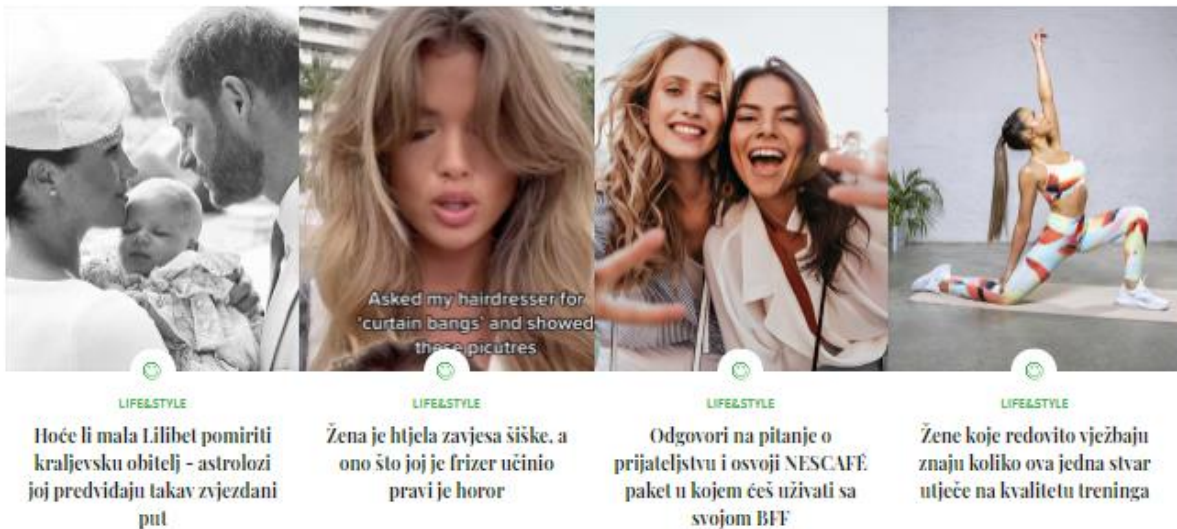 Asked my hairdresser for
'curtain bangs' and showed
these picutres
LIFE&STYLE
Hoće li mala Lilibet pomiriti
kraljevsku obitelj - astrolozi
joj predviđaju takav zvjezdani
put
LIFE&STYLE
Žena je htjela zavjesa šiške, a
ono što joj je frizer učinio
pravi je horor
LIFE&STYLE
Odgovori na pitanje o
prijateljstvu i osvoji NESCAFÉ
paket u kojem ćeš uživati sa
svojom BFF
LIFE&STYLE
Žene koje redovito vježbaju
znaju koliko ova jedna stvar
utječe na kvalitetu treninga